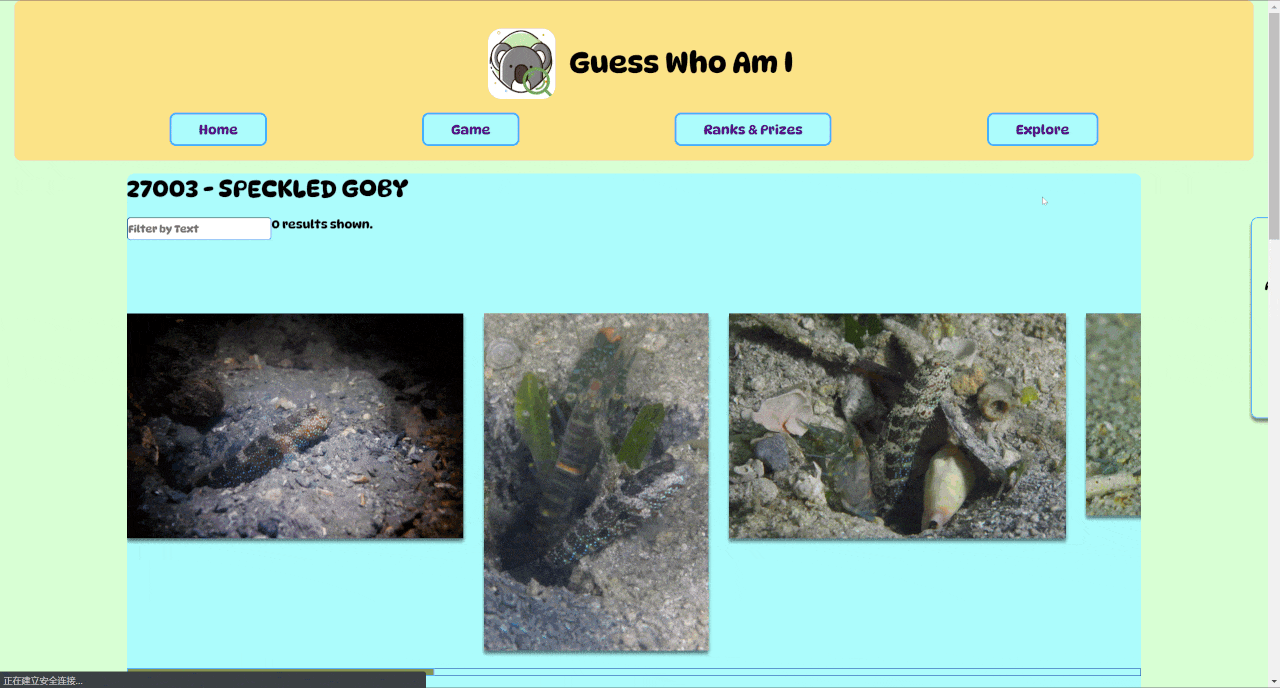 Guess Who Am I
Home
Game
Ranks & Prizes
Explore
27003 - SPECKLED GOBY
Filter by Text
0 results shown.
正在建立安全连接...